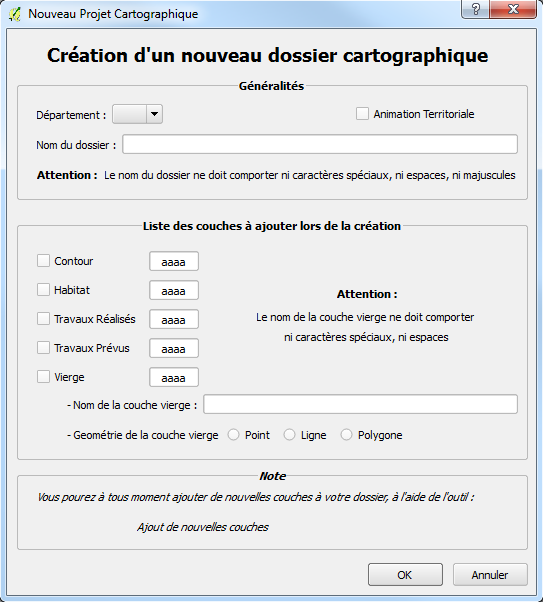 Nouveau Projet Cartographique
?
Création d'un nouveau dossier cartographique
Généralités
Département :
Animation Territoriale
Nom du dossier :
Attention : Le nom du dossier ne doit comporter ni caractères spéciaux, ni espaces, ni majuscules
Liste des couches à ajouter lors de la création
Contour aaaa
Habitat aaaa
Travaux Réalisés aaaa
Travaux Prévus aaaa
Vierge aaaa
Attention :
Le nom de la couche vierge ne doit comporter
ni caractères spéciaux, ni espaces
- Nom de la couche vierge :
- Geométrie de la couche vierge Point Ligne Polygone
Note
Vous pourez à tous moment ajouter de nouvelles couches à votre dossier, à l'aide de l'outil :
Ajout de nouvelles couches
OK Annuler